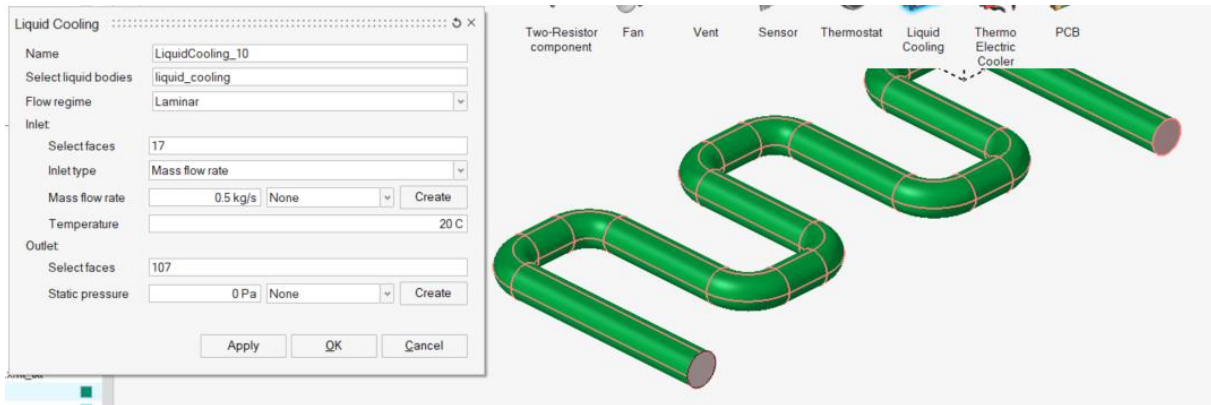 Liquid Cooling
Name LiquidCooling_10
Select liquid bodies liquid_cooling
Flow regime Laminar
Inlet
Select faces 17
Inlet type Mass flow rate
Mass flow rate 0.5 kg/s None Create
Temperature 20 C
Outlet
Select faces 107
Static pressure 0 Pa None Create
Apply OK Cancel
Two-Resistor
component
Fan
Vent
Sensor
Thermostat
Liquid
Cooling
Thermo
Electric
Cooler
PCB